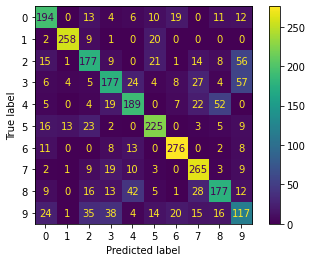 0 194 0 13 4 6 10 19 0 11 12
1 2 258 9 1 0 20 0 0 0 0
2 15 1 177 9 0 21 1 14 8 56
3 6 4 5 177 24 4 8 27 4 57
4 5 0 4 19 189 0 7 22 52 0
5 16 13 23 2 0 225 0 3 5 9
6 11 0 0 8 13 0 276 0 2 8
7 2 1 9 19 10 3 0 265 3 9
8 9 0 16 13 42 5 1 28 177 12
9 24 1 35 38 4 14 20 15 16 117
0 1 2 3 4 5 6 7 8 9
Predicted label
True label
250
200
150
100
50
0